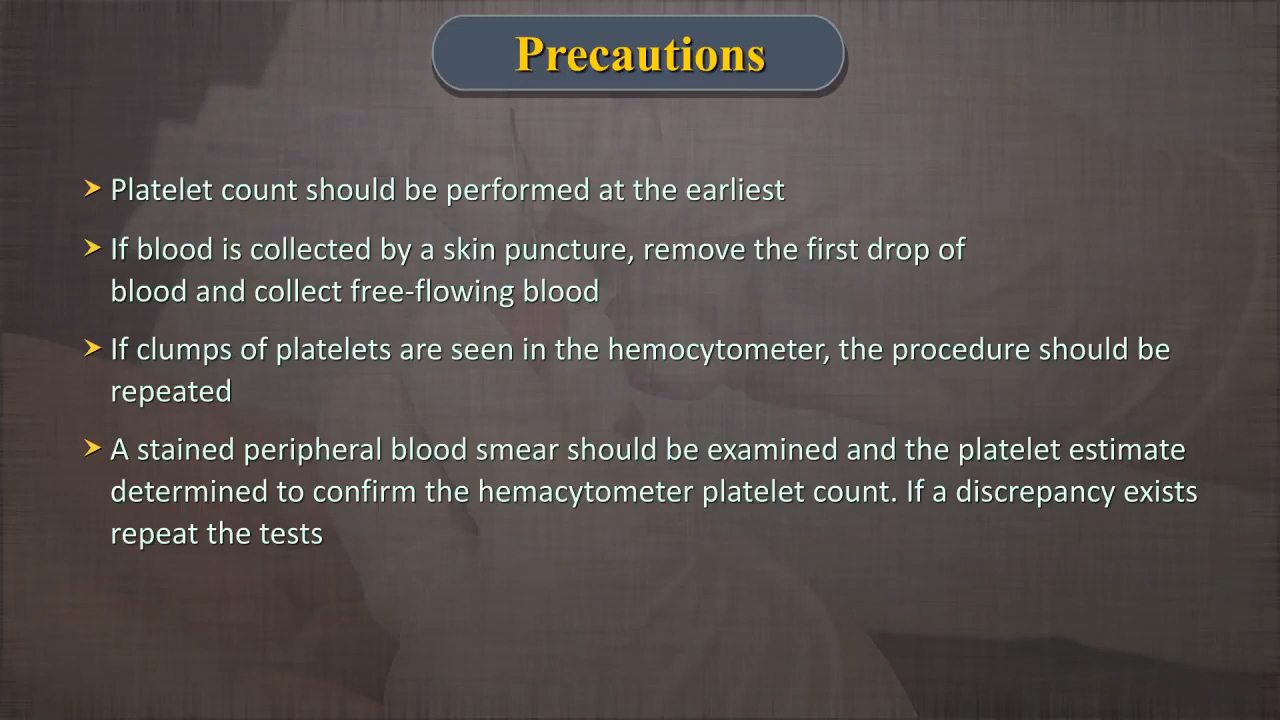 Precautions
Platelet count should be performed at the earliest
If blood is collected by a skin puncture, remove the first drop of
blood and collect free-flowing blood
If clumps of platelets are seen in the hemocytometer, the procedure should be
repeated
A stained peripheral blood smear should be examined and the platelet estimate
determined to confirm the hemacytometer platelet count. If a discrepancy exists
repeat the tests